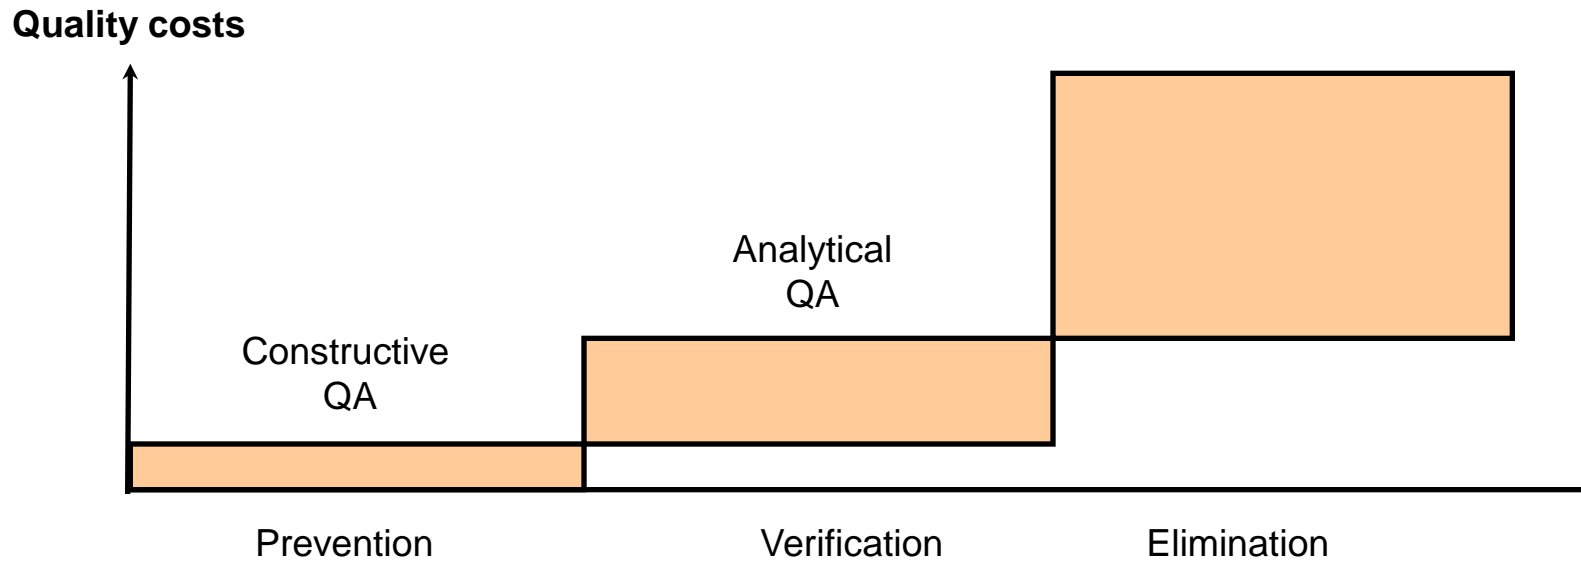 Quality costs
Analytical
QA
Constructive
QA
Prevention
Verification
Elimination